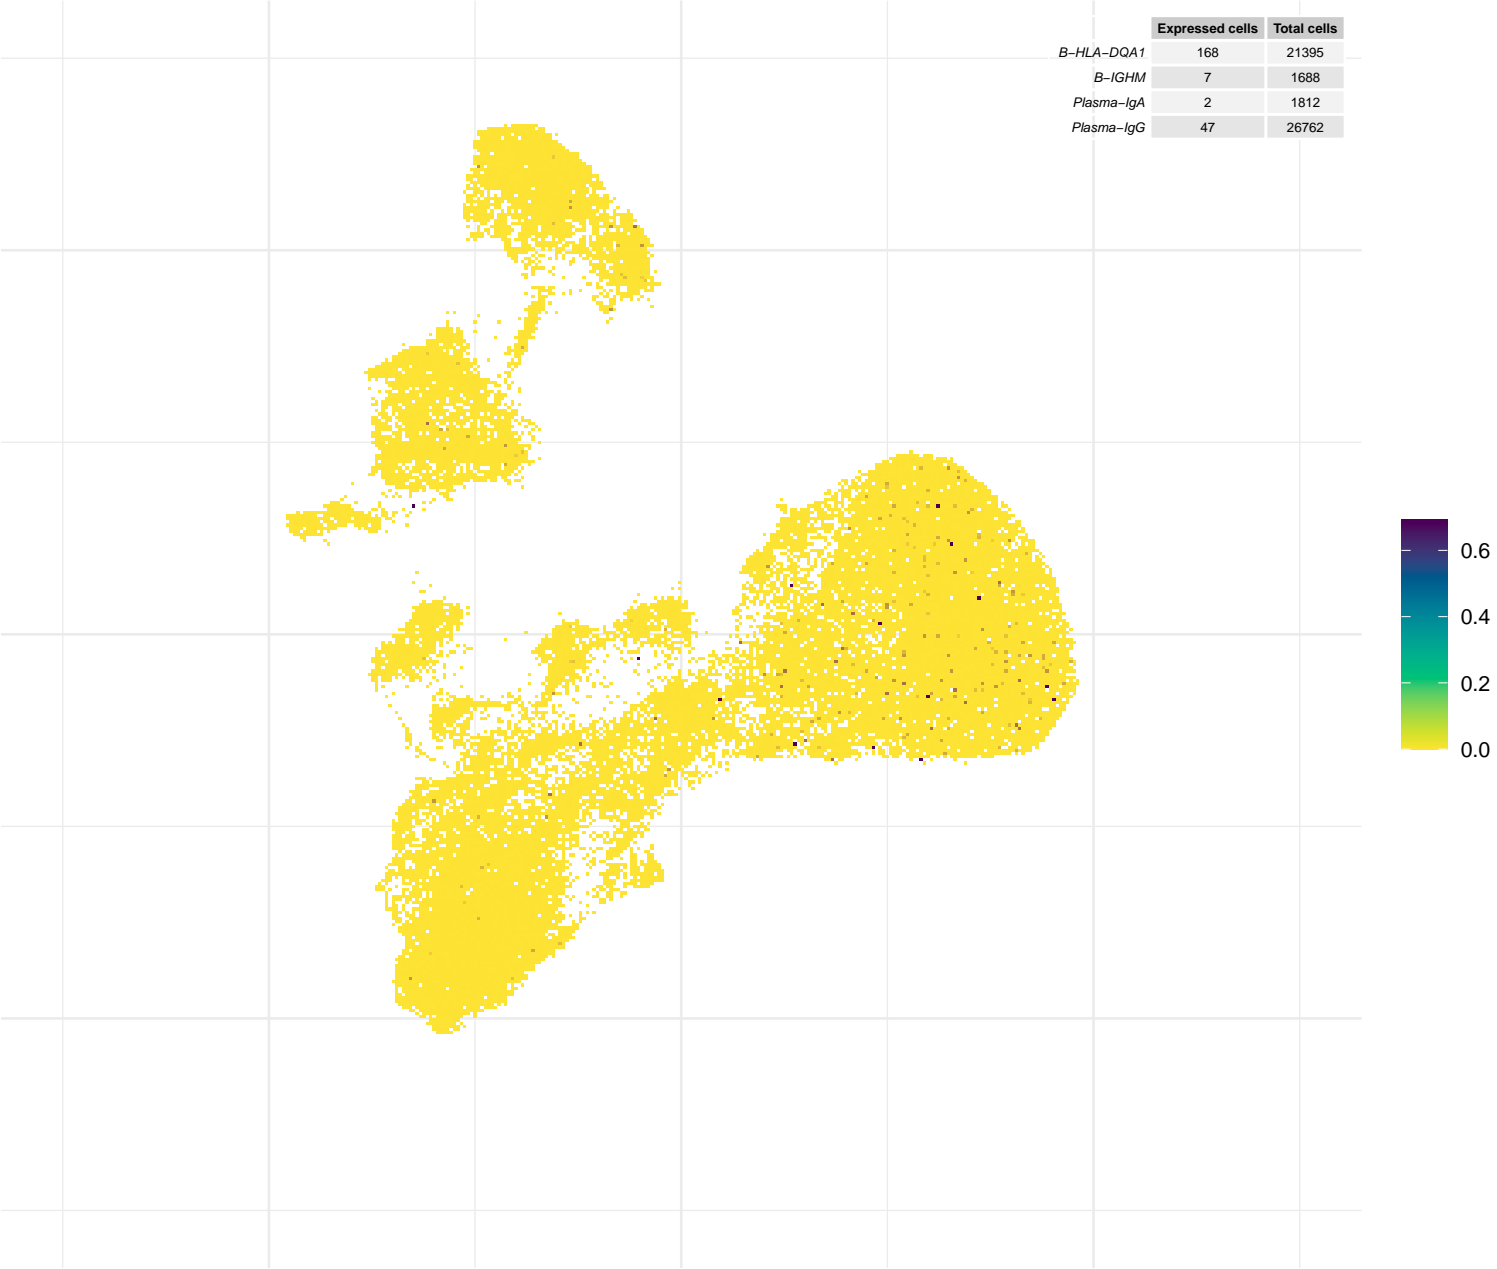 Expressed cells Total cells
B−HLA−DQA1 168 21395
B−IGHM 7 1688
Plasma−IgA 2 1812
Plasma−IgG 47 26762
0.6
0.4
0.2
0.0